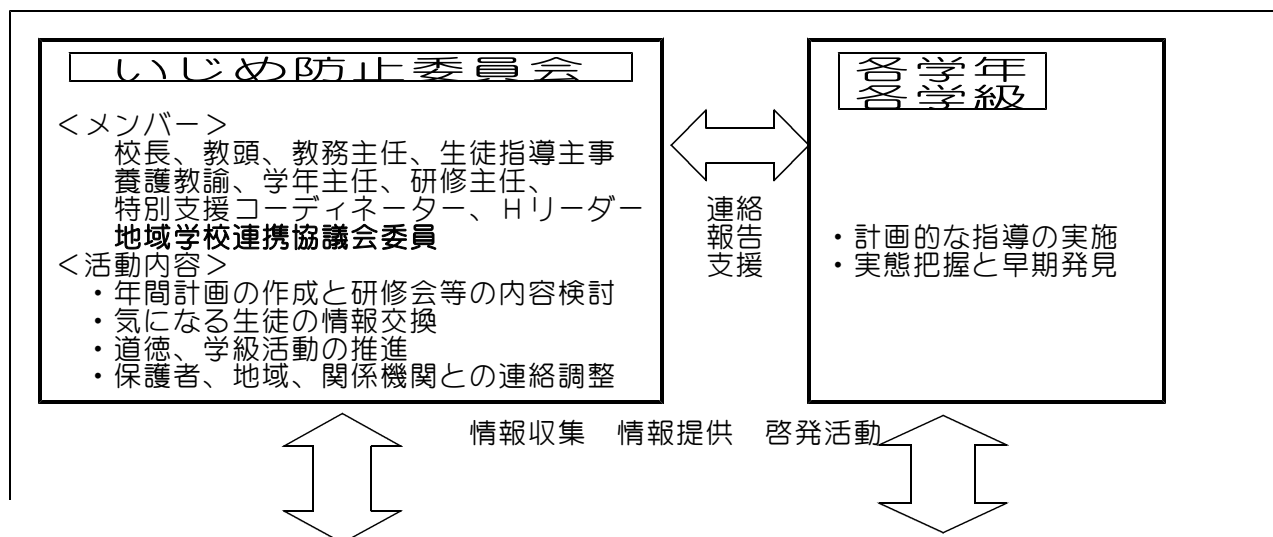 いじめ防止委員会
＜メンバー＞
校長、教頭、教務主任、生徒指導主事
養護教諭、学年主任、研修主任、
特別支援コーディネーター、Ｈリーダー
地域学校連携協議会委員
＜活動内容＞
・年間計画の作成と研修会等の内容検討
・気になる生徒の情報交換
・道徳、学級活動の推進
・保護者、地域、関係機関との連絡調整
連絡
報告
支援
各学年
各学級
・計画的な指導の実施
・実態把握と早期発見
情報収集　情報提供　啓発活動